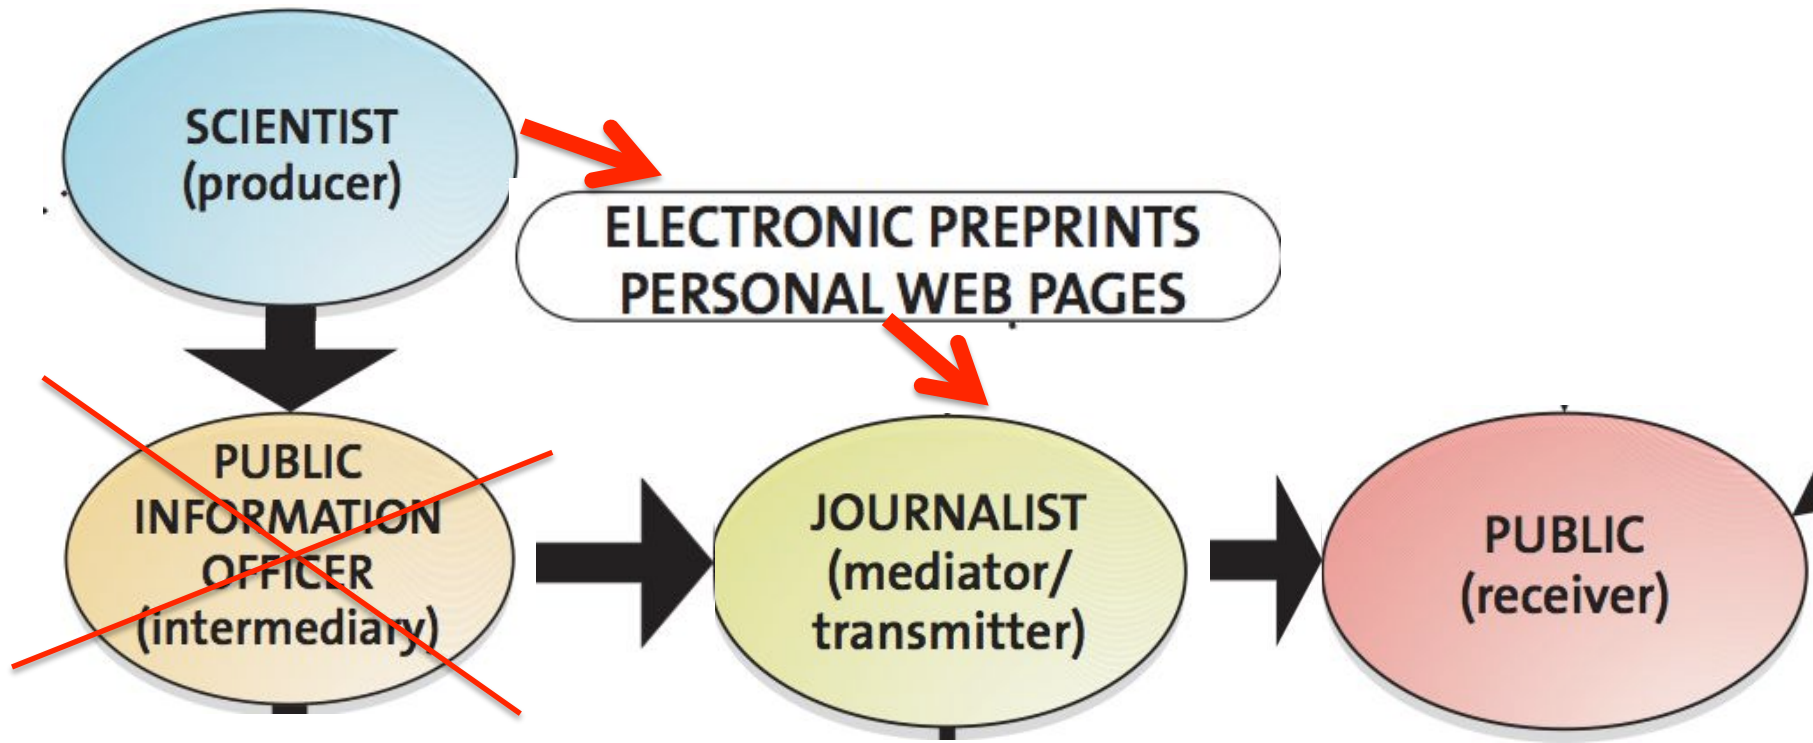 SCIENTIST
(producer)
ELECTRONIC PREPRINTS
PERSONAL WEB PAGES
PUBLIC
INFORMATION
OFFICER
(intermediary)
JOURNALIST
(mediator/
transmitter)
PUBLIC
(receiver)